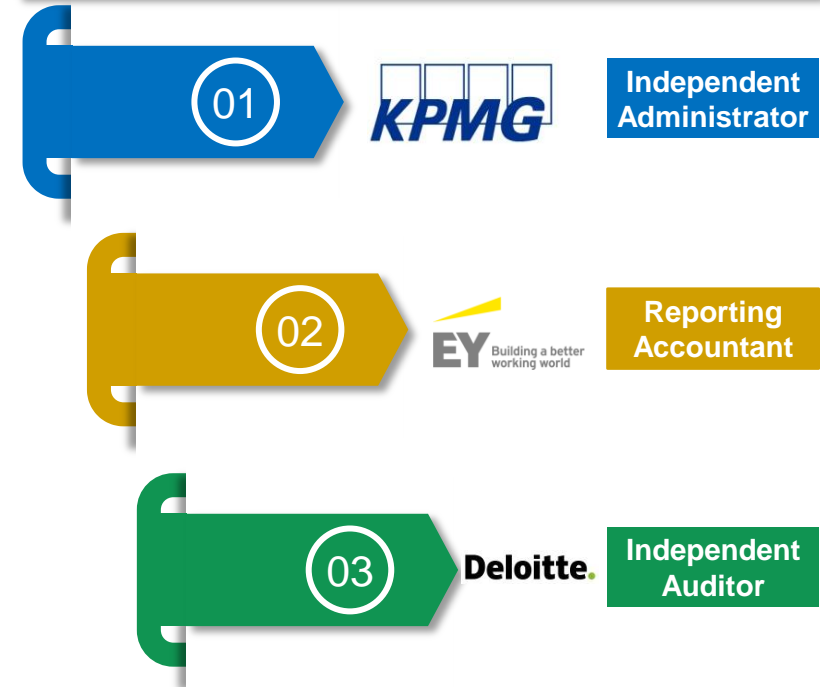 01
KPMG
Independent
Administrator
02
EY
Building a better
working world
Reporting
Accountant
03
Deloitte.
Independent
Auditor